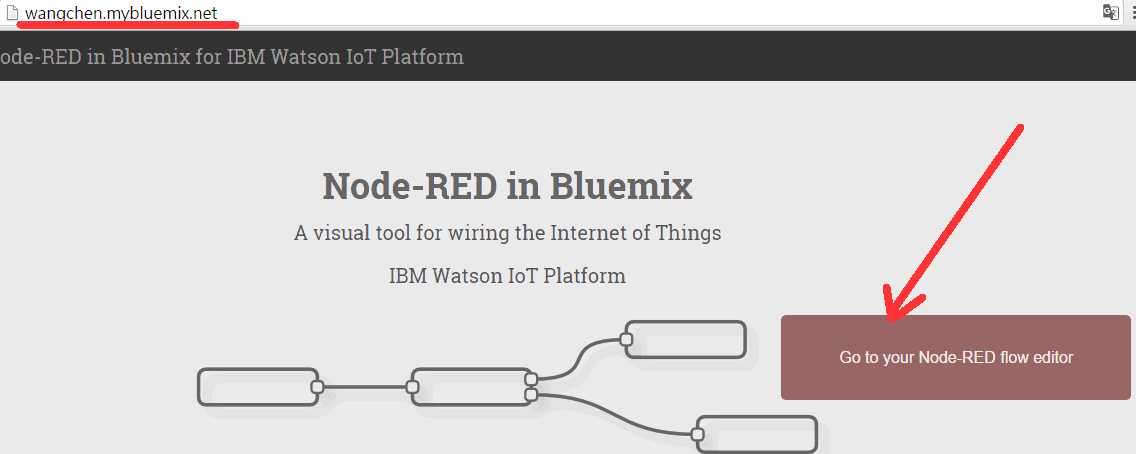 wangchen.mybluemix.net
ode-RED in Bluemix for IBM Watson IoT Platform
Node-RED in Bluemix
A visual tool for wiring the Internet of Things
IBM Watson IoT Platform
Go to your Node-RED flow editor